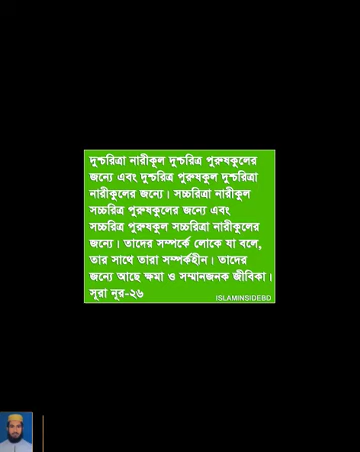 দুশ্চরিত্রা নারীকূল দুশ্চরিত্র পুরুষকুলের
জন্যে এবং দুশ্চরিত্র পুরুষকুল দুশ্চরিত্রা
নারীকুলের জন্যে। সচ্চরিত্রা নারীকুল
সচ্চরিত্র পুরুষকুলের জন্যে এবং
সচ্চরিত্র পুরুষকুল সচ্চরিত্রা নারীকুলের
জন্যে। তাদের সম্পর্কে লোকে যা বলে,
তার সাথে তারা সম্পর্কহীন। তাদের
জন্যে আছে ক্ষমা ও সম্মানজনক জীবিকা।
সূরা নূর-২৬
ISLAMINSIDEBD